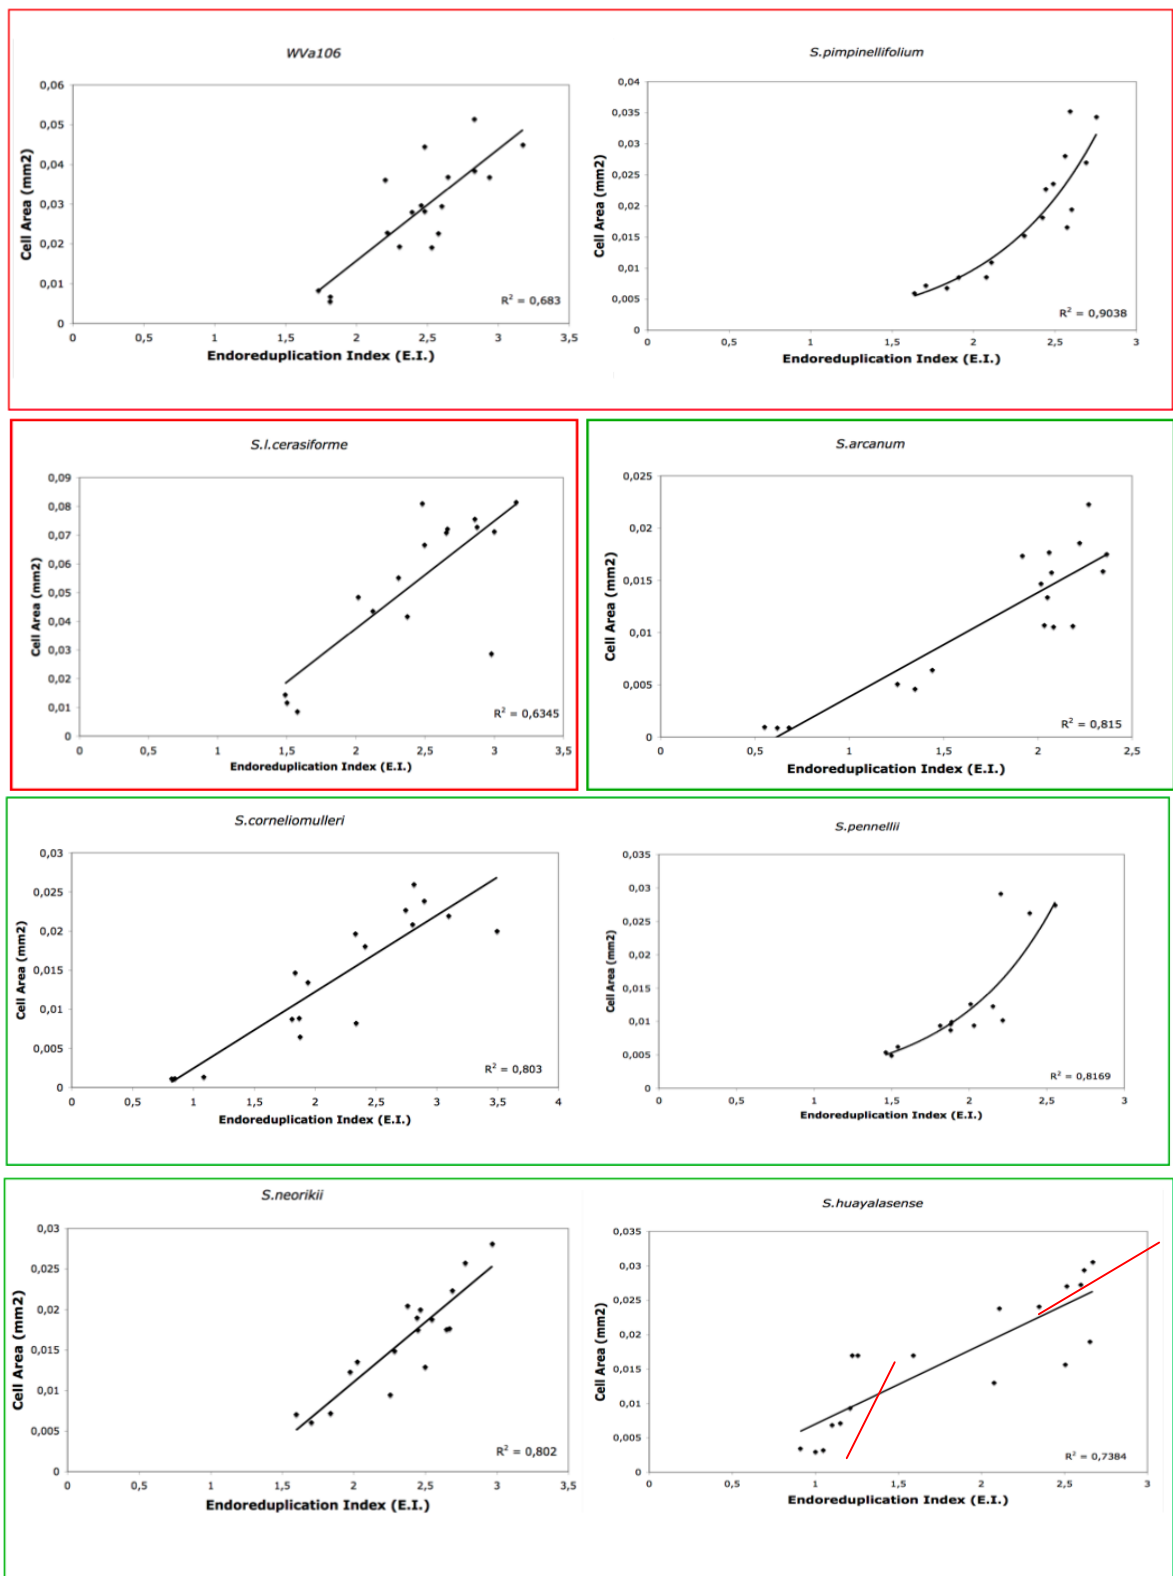 WVa106
0,06
0,05
0,04
0,03
0,02
0,01
0
Cell Area (mm2)
R² = 0,683
0 0,5 1 1,5 2 2,5 3 3,5
Endoreduplication Index (E.I.)
S.pimpinellifolium
0,04
0,035
0,03
0,025
0,02
0,015
0,01
0,005
0
Cell Area (mm2)
R² = 0,9038
0 0,5 1 1,5 2 2,5 3
Endoreduplication Index (E.I.)
S.l.cerasiforme
0,09
0,08
0,07
0,06
0,05
0,04
0,03
0,02
0,01
0
Cell Area (mm2)
R² = 0,6345
0 0,5 1 1,5 2 2,5 3 3,5
Endoreduplication Index (E.I.)
S.arcanum
0,025
0,02
0,015
0,01
0,005
0
Cell Area (mm2)
R² = 0,815
0 0,5 1 1,5 2 2,5
Endoreduplication Index (E.I.)
S.corneliomulleri
0,03
0,025
0,02
0,015
0,01
0,005
0
Cell Area (mm2)
R² = 0,803
0 0,5 1 1,5 2 2,5 3 3,5 4
Endoreduplication Index (E.I.)
S.pennellii
0,035
0,03
0,025
0,02
0,015
0,01
0,005
0
Cell Area (mm2)
R² = 0,8169
0 0,5 1 1,5 2 2,5 3
Endoreduplication Index (E.I.)
S.neorikii
0,03
0,025
0,02
0,015
0,01
0,005
0
Cell Area (mm2)
R² = 0,802
0 0,5 1 1,5 2 2,5 3 3,5
Endoreduplication Index (E.I.)
S.huayalasense
0,035
0,03
0,025
0,02
0,015
0,01
0,005
0
Cell Area (mm2)
R² = 0,7384
0 0,5 1 1,5 2 2,5 3
Endoreduplication Index (E.I.)